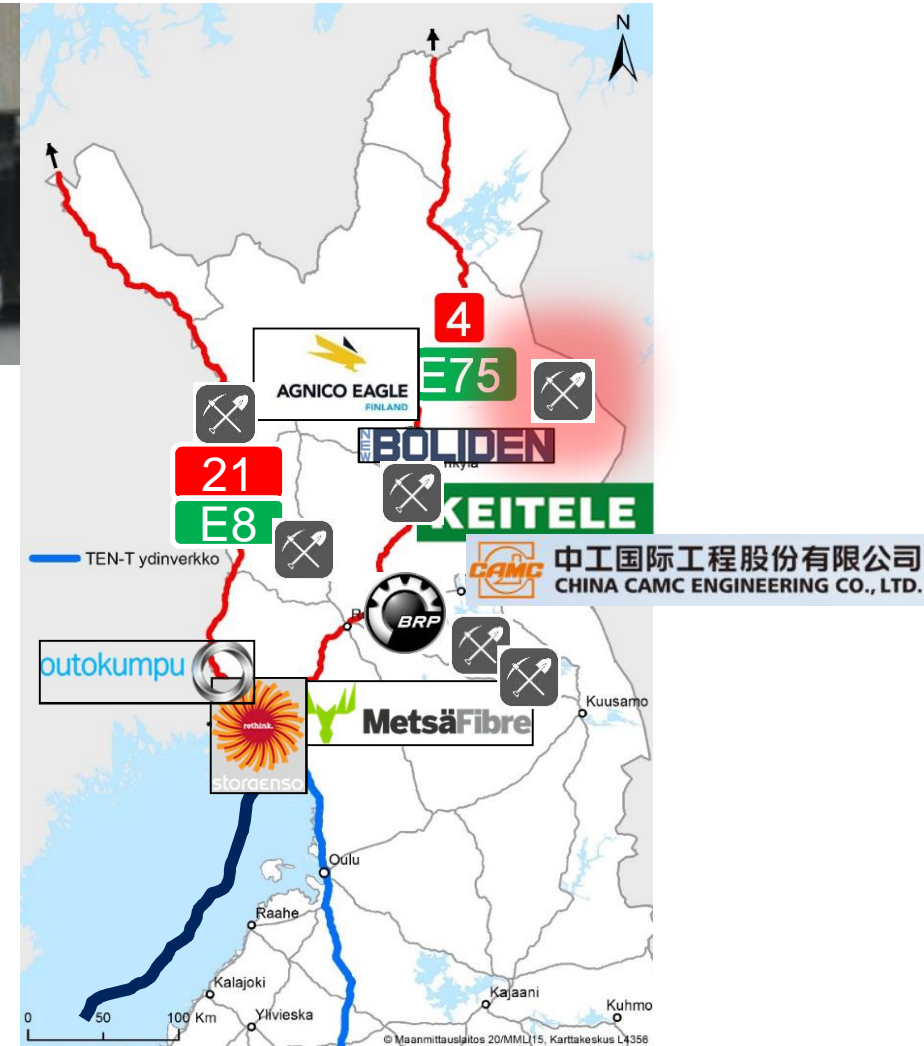 N
4
AGNICO EAGLE
FINLAND
E75
NEW BOLIDEN
21
E8
KEITELE
TEN-T ydinverkko
CAMC 中工国际工程股份有限公司
CHINA CAMC ENGINEERING CO., LTD.
BRP
outokumpu
rethink.
storaenso
MetsäFibre
Kuusamo
Oulu
Raahe
Kalajoki
Kajaani
Kuhmo
Ylivieska
0 50 100 Km
© Maanmittauslaitos 20/MML/15, Karttakeskus L4356